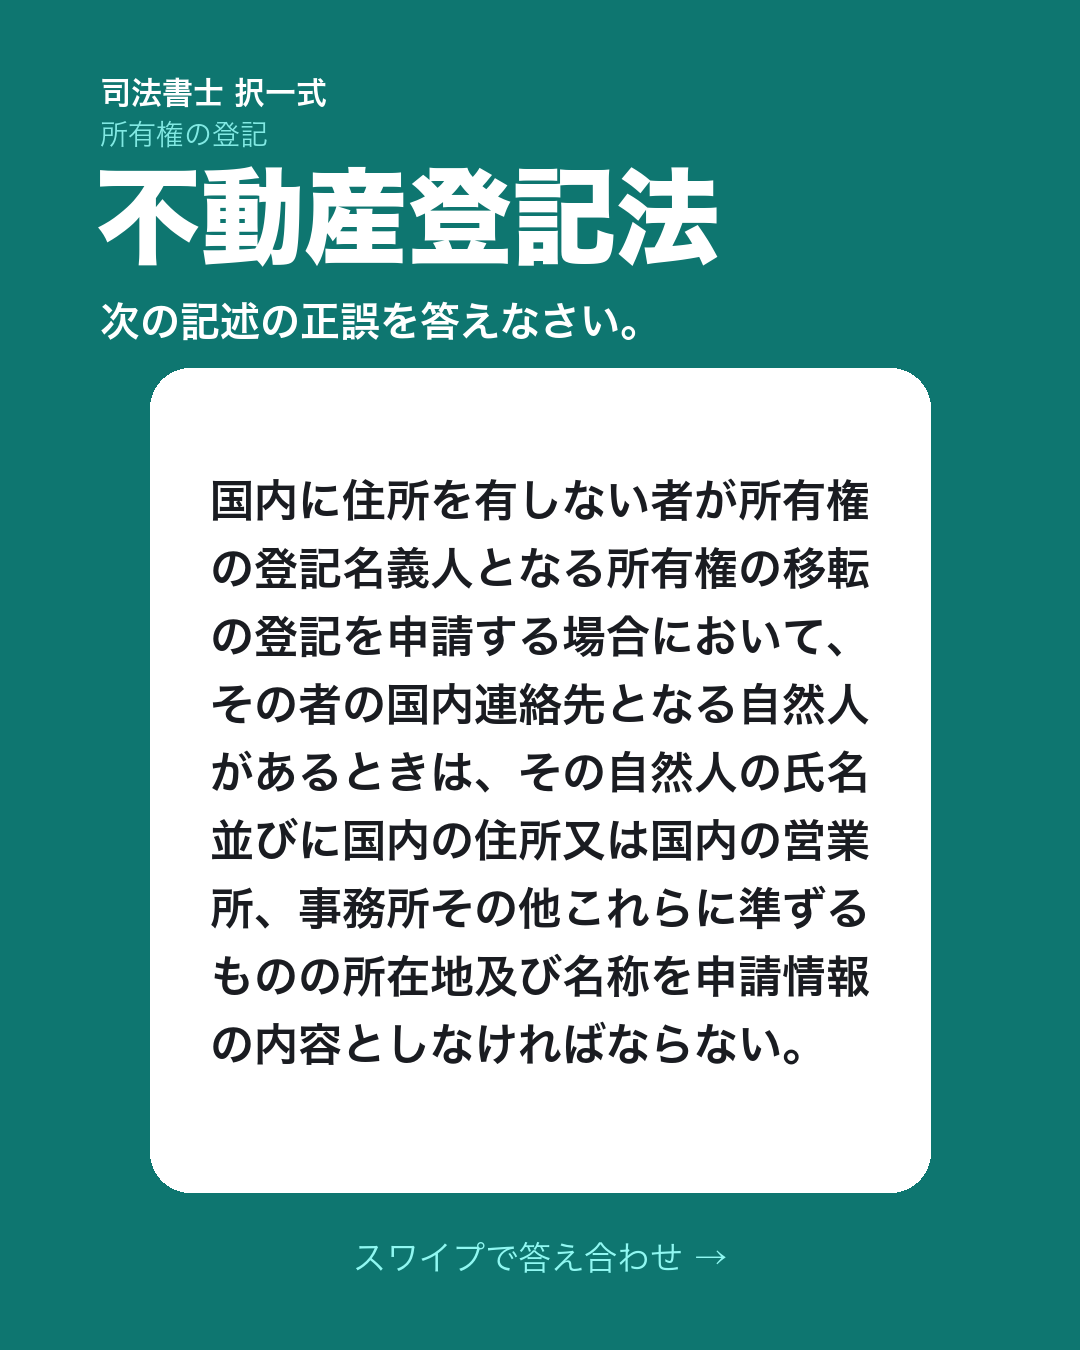 司法書士 択一式
所有権の登記
不動産登記法
次の記述の正誤を答えなさい。
国内に住所を有しない者が所有権
の登記名義人となる所有権の移転
の登記を申請する場合において、
その者の国内連絡先となる自然人
があるときは、その自然人の氏名
並びに国内の住所又は国内の営業
所、事務所その他これらに準ずる
ものの所在地及び名称を申請情報
の内容としなければならない。
スワイプで答え合わせ →